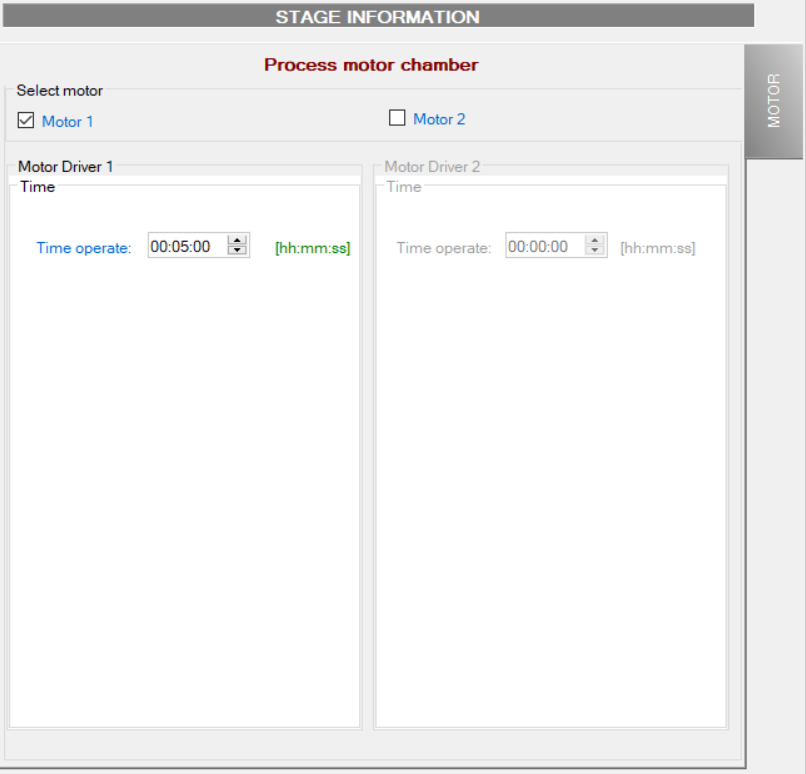 STAGE INFORMATION
Process motor chamber
MOTOR
Select motor
Motor 1
Motor 2
Motor Driver 1
Time
Time operate: 00:05:00 [hh:mm:ss]
Motor Driver 2
Time
Time operate: 00:00:00 [hh:mm:ss]